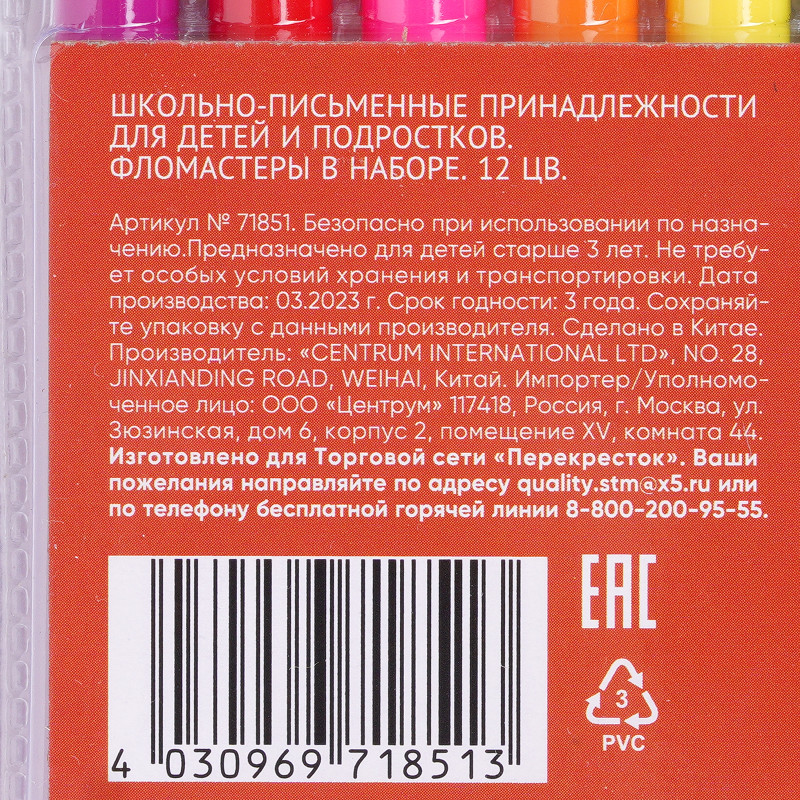 ШКОЛЬНО-ПИСЬМЕННЫЕ ПРИНАДЛЕЖНОСТИ
ДЛЯ ДЕТЕЙ И ПОДРОСТКОВ.
ФЛОМАСТЕРЫ В НАБОРЕ. 12 ЦВ.
Артикул № 71851. Безопасно при использовании по назна-
чению.Предназначено для детей старше 3 лет. Не требу-
ет особых условий хранения и транспортировки. Дата
производства: 03.2023 г. Срок годности: 3 года. Сохраняй-
те упаковку с данными производителя. Сделано в Китае.
Производитель: «CENTRUM INTERNATIONAL LTD», NO. 28,
JINXIANDING ROAD, WEIHAI, Китай. Импортер/Уполномо-
ченное лицо: ООО «Центрум» 117418, Россия, г. Москва, ул.
Зюзинская, дом 6, корпус 2, помещение XV, комната 44.
Изготовлено для Торговой сети «Перекресток». Ваши
пожелания направляйте по адресу quality.stm@x5.ru или
по телефону бесплатной горячей линии 8-800-200-95-55.
EAC
3
PVC
4 030969 718513